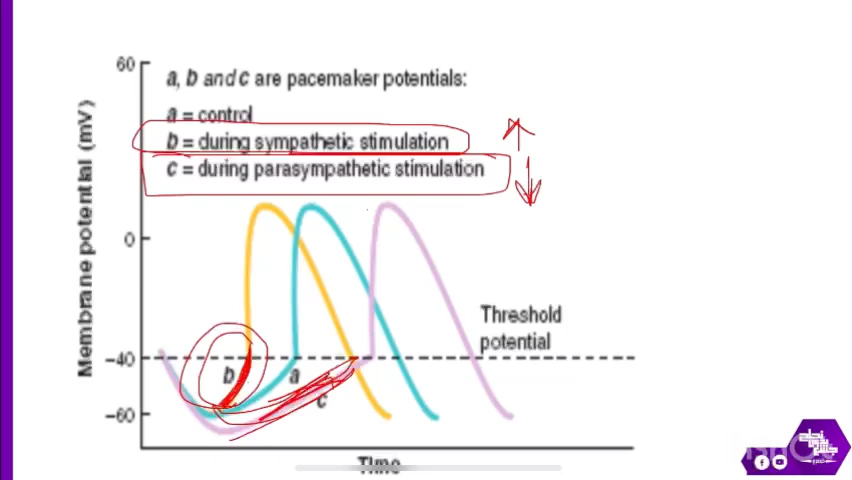 60
a, b and c are pacemaker potentials:
a = control
b = during sympathetic stimulation
c = during parasympathetic stimulation
Membrane potential (mV)
0
Threshold
potential
-40
b
a
c
-60
Time